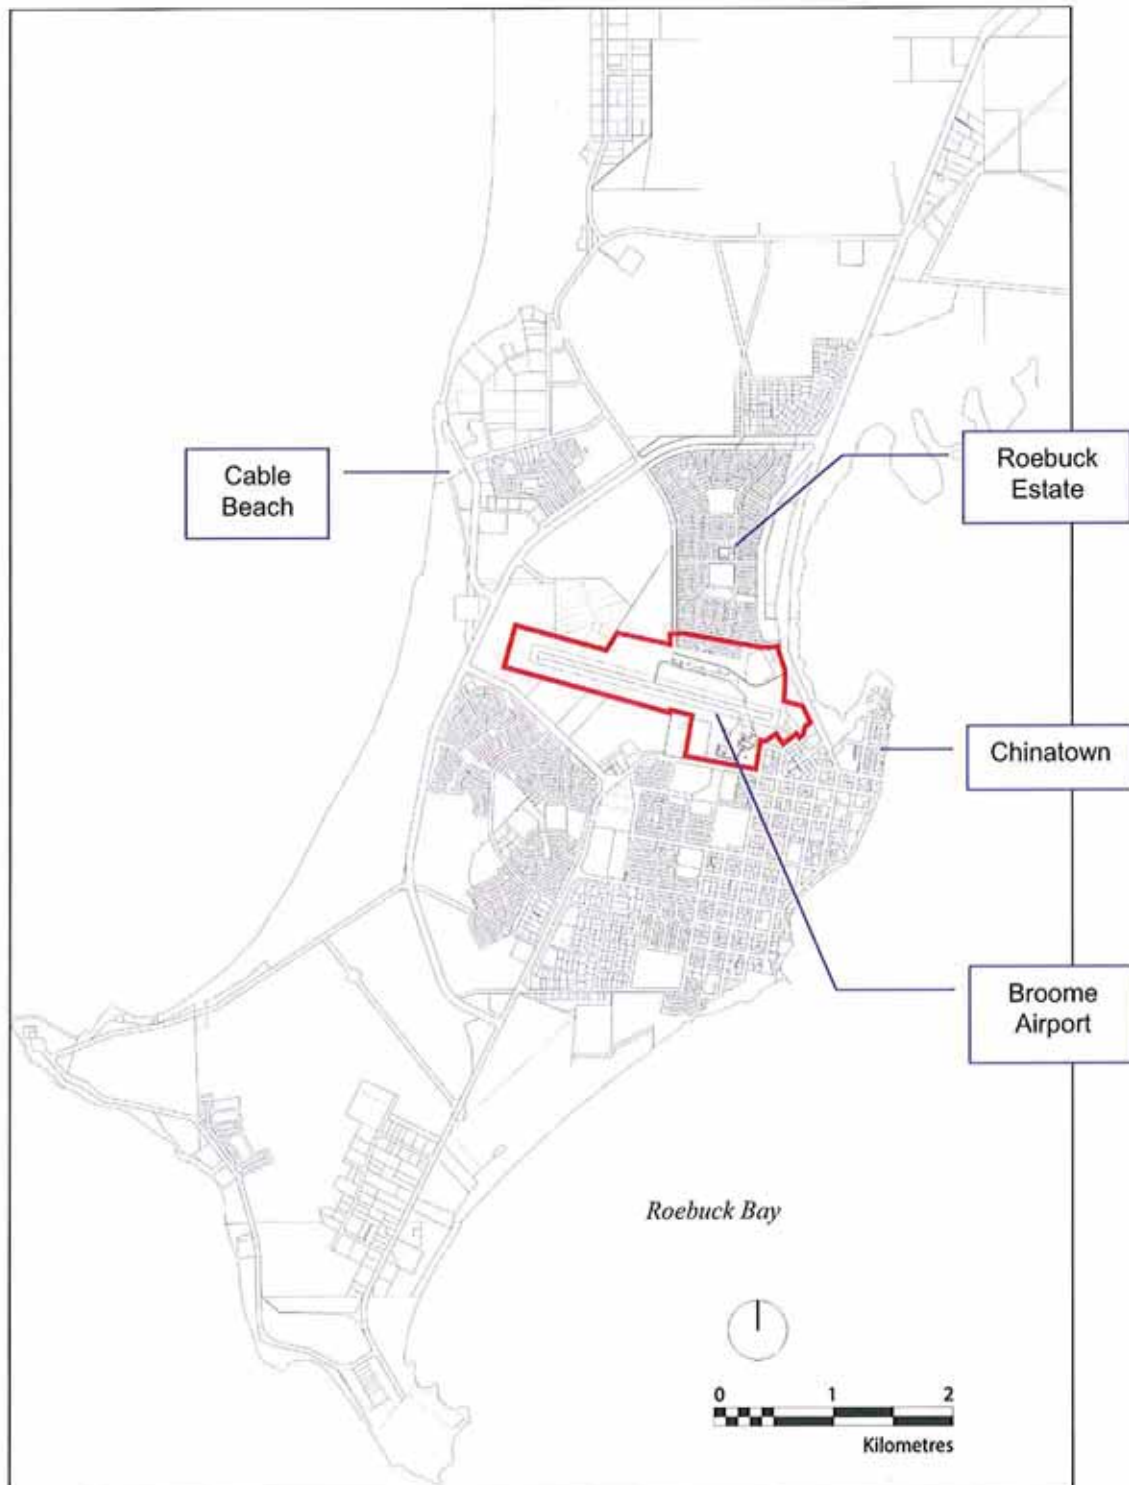 Cable
Beach
Roebuck
Estate
Chinatown
Broome
Airport
Roebuck Bay
0 1 2
Kilometres